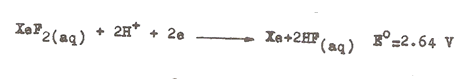 XeF2(aq) + 2H+ + 2e ⟶ Xe+2HF(aq) E°=2.64 V